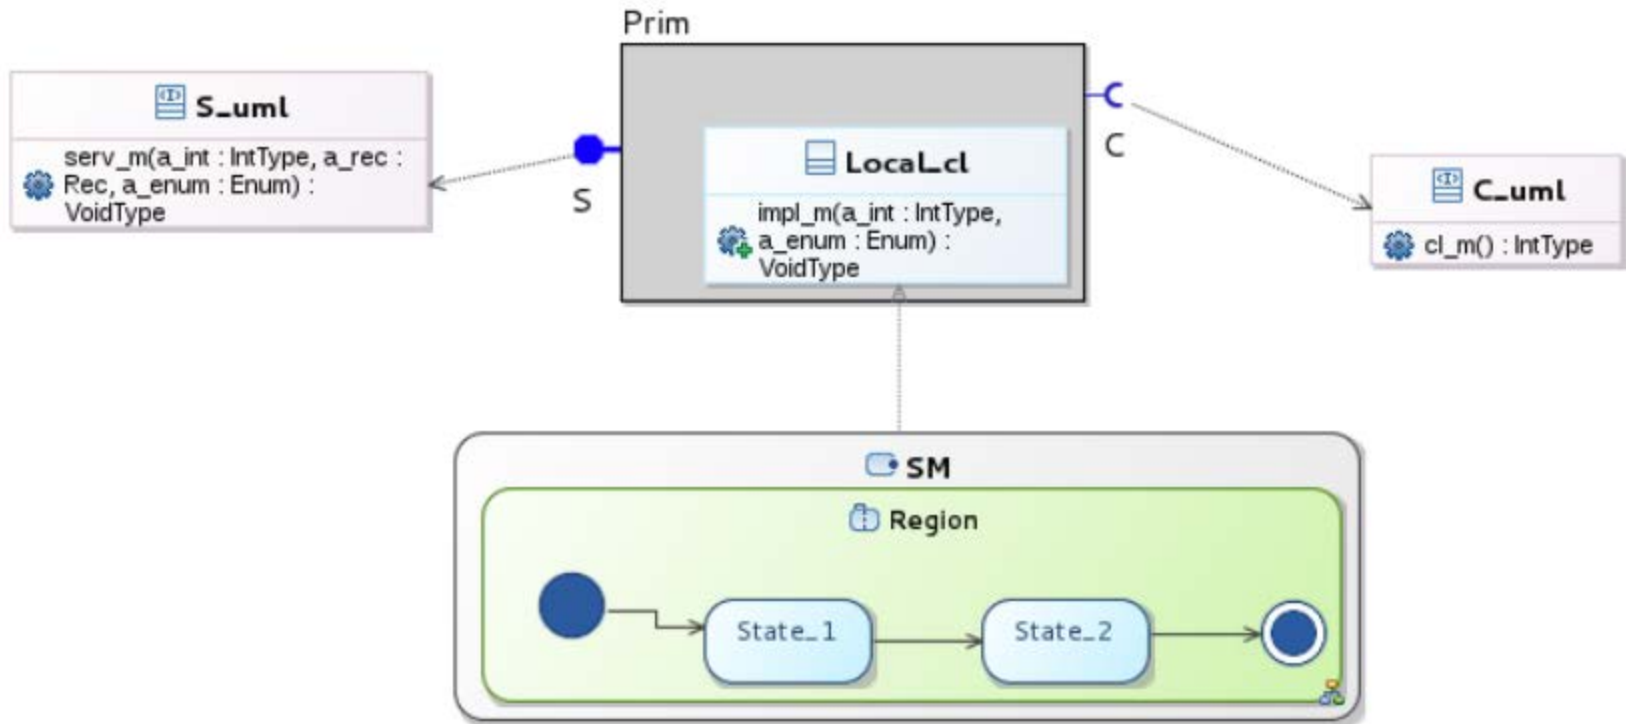 Prim
S_uml
serv_m(a_int : IntType, a_rec :
Rec, a_enum : Enum) :
VoidType
S
Local_cl
impl_m(a_int : IntType,
a_enum : Enum) :
VoidType
C
C_uml
cl_m() : IntType
SM
Region
State_1
State_2